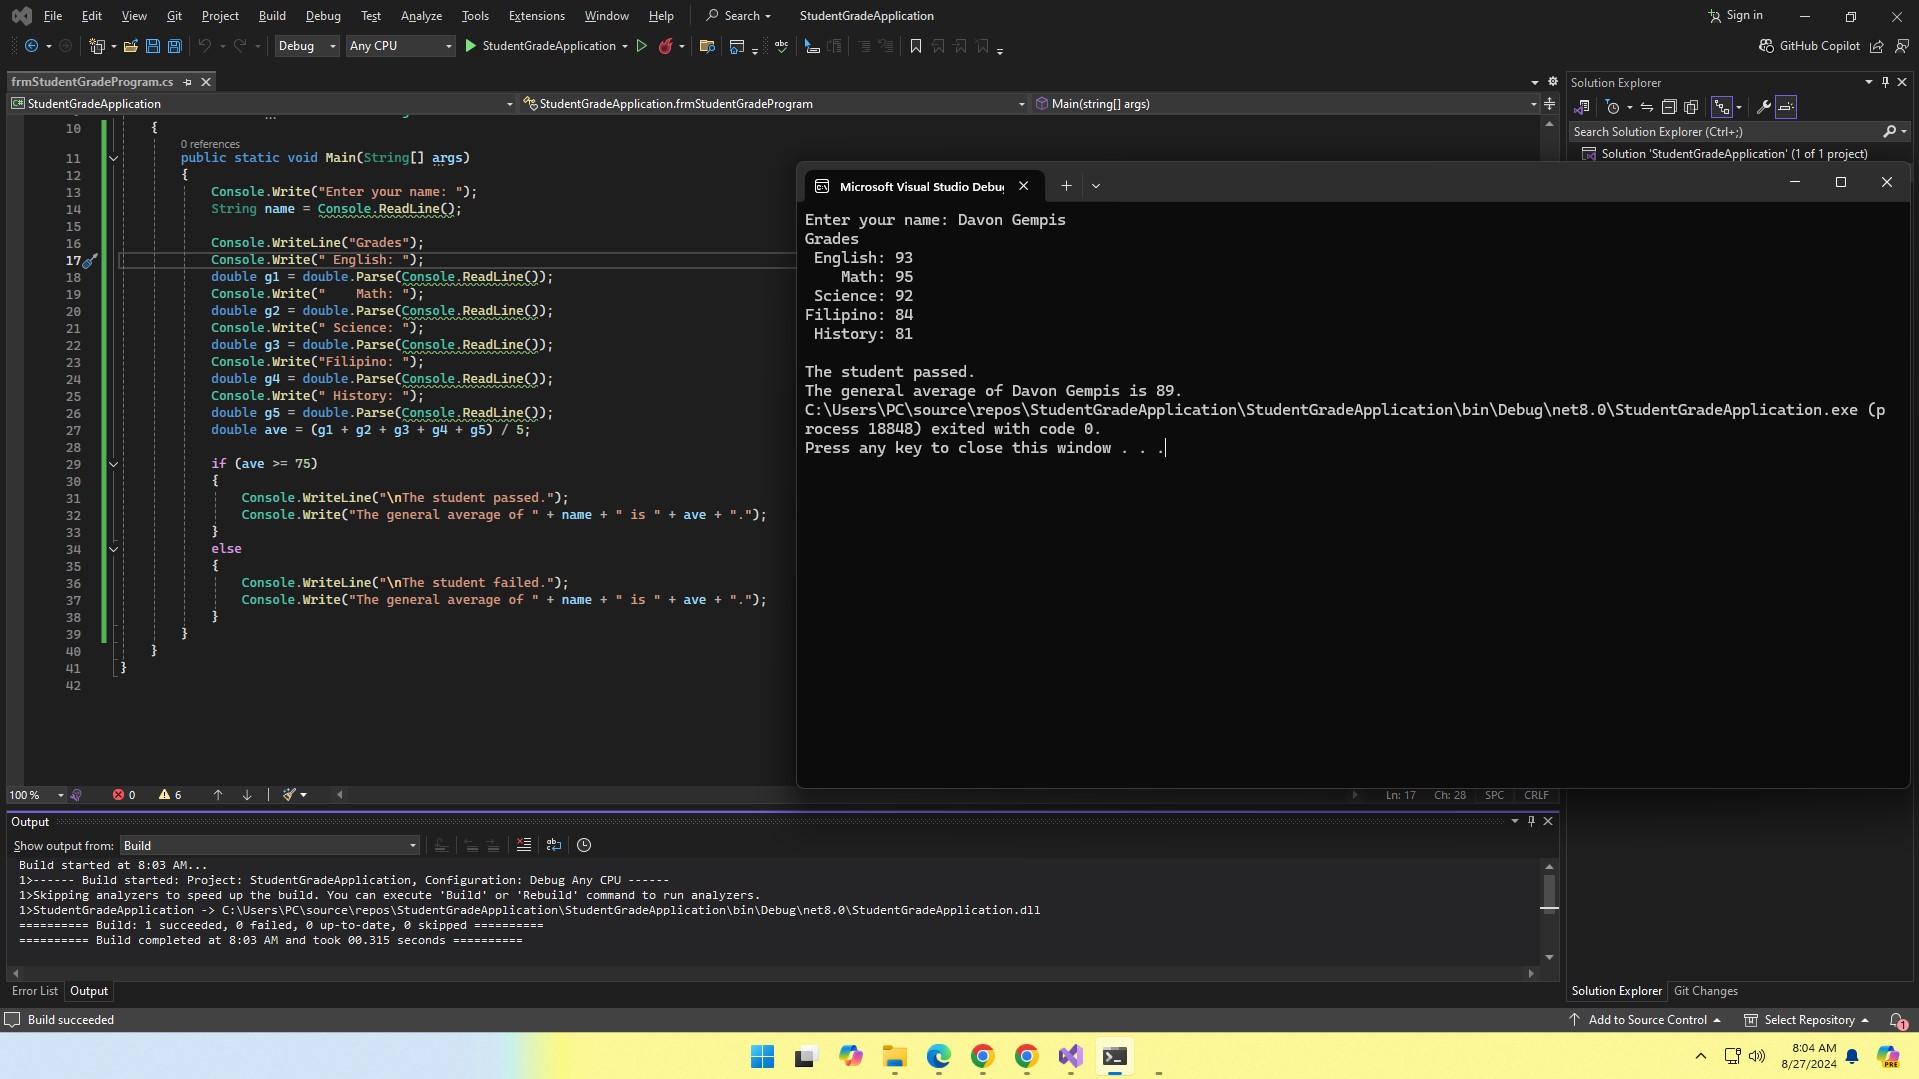 File Edit View Git Project Build Debug Test Analyze Tools Extensions Window Help Search StudentGradeApplication Sign in
Debug Any CPU StudentGradeApplication GitHub Copilot
frmStudentGradeProgram.cs
StudentGradeApplication StudentGradeApplication.frmStudentGradeProgram Main(string[] args)
10 {
0 references
11 public static void Main(String[] args)
12 {
13 Console.Write("Enter your name: ");
14 String name = Console.ReadLine();
15
16 Console.WriteLine("Grades");
17 Console.Write(" English: ");
18 double g1 = double.Parse(Console.ReadLine());
19 Console.Write("    Math: ");
20 double g2 = double.Parse(Console.ReadLine());
21 Console.Write(" Science: ");
22 double g3 = double.Parse(Console.ReadLine());
23 Console.Write("Filipino: ");
24 double g4 = double.Parse(Console.ReadLine());
25 Console.Write(" History: ");
26 double g5 = double.Parse(Console.ReadLine());
27 double ave = (g1 + g2 + g3 + g4 + g5) / 5;
28
29 if (ave >= 75)
30 {
31 Console.WriteLine("\nThe student passed.");
32 Console.Write("The general average of " + name + " is " + ave + ".");
33 }
34 else
35 {
36 Console.WriteLine("\nThe student failed.");
37 Console.Write("The general average of " + name + " is " + ave + ".");
38 }
39 }
40 }
41 }
42
100 % 0 6 Ln: 17 Ch: 28 SPC CRLF
Solution Explorer
Search Solution Explorer (Ctrl+;)
Solution 'StudentGradeApplication' (1 of 1 project)
Microsoft Visual Studio Debu
Enter your name: Davon Gempis
Grades
 English: 93
    Math: 95
 Science: 92
Filipino: 84
 History: 81
The student passed.
The general average of Davon Gempis is 89.
C:\Users\PC\source\repos\StudentGradeApplication\StudentGradeApplication\bin\Debug\net8.0\StudentGradeApplication.exe (p
rocess 18848) exited with code 0.
Press any key to close this window . . .
Output
Show output from: Build
Build started at 8:03 AM...
1>------ Build started: Project: StudentGradeApplication, Configuration: Debug Any CPU ------
1>Skipping analyzers to speed up the build. You can execute 'Build' or 'Rebuild' command to run analyzers.
1>StudentGradeApplication -> C:\Users\PC\source\repos\StudentGradeApplication\StudentGradeApplication\bin\Debug\net8.0\StudentGradeApplication.dll
========== Build: 1 succeeded, 0 failed, 0 up-to-date, 0 skipped ==========
========== Build completed at 8:03 AM and took 00.315 seconds ==========
Error List Output
Solution Explorer Git Changes
Build succeeded Add to Source Control Select Repository 1
8:04 AM
8/27/2024
PRE